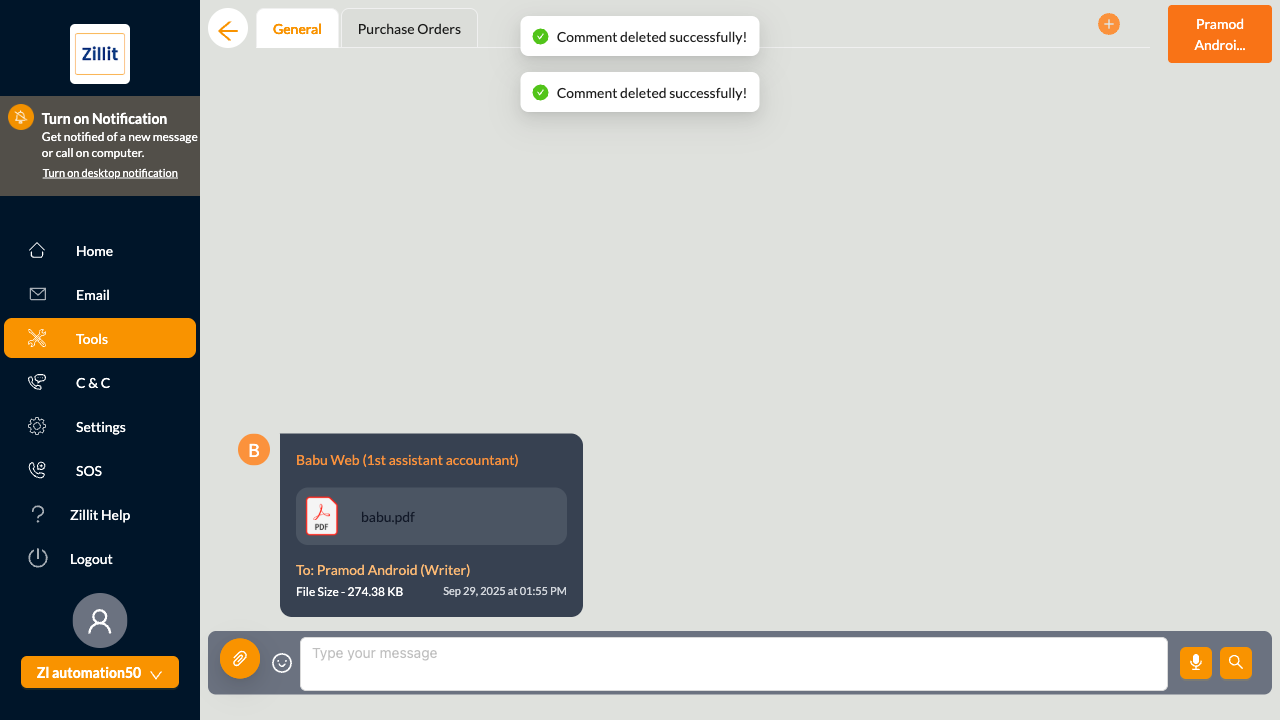 Zillit
Turn on Notification
Get notified of a new message
or call on computer.
Turn on desktop notification
Home
Email
Tools
C & C
Settings
SOS
Zillit Help
Logout
ZI automation50
General
Purchase Orders
Comment deleted successfully!
Comment deleted successfully!
Pramod
Androi...
B
Babu Web (1st assistant accountant)
PDF
babu.pdf
To: Pramod Android (Writer)
File Size - 274.38 KB
Sep 29, 2025 at 01:55 PM
Type your message